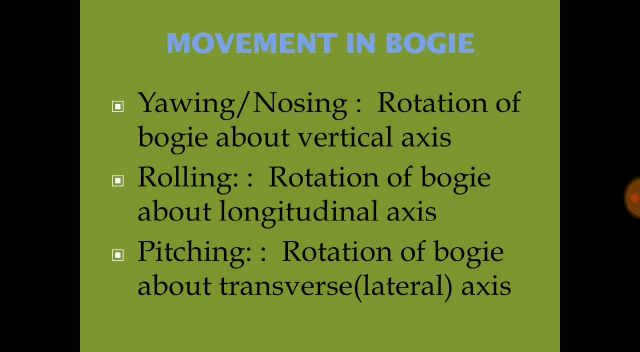 MOVEMENT IN BOGIE
Yawing/Nosing : Rotation of
bogie about vertical axis
Rolling: : Rotation of bogie
about longitudinal axis
Pitching: : Rotation of bogie
about transverse(lateral) axis